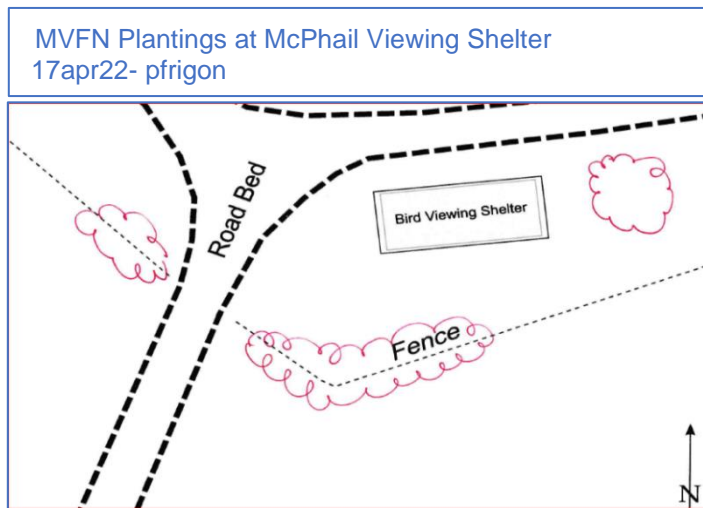 MVFN Plantings at McPhail Viewing Shelter
17apr22- pfrigon
Road Bed
Bird Viewing Shelter
Fence
N